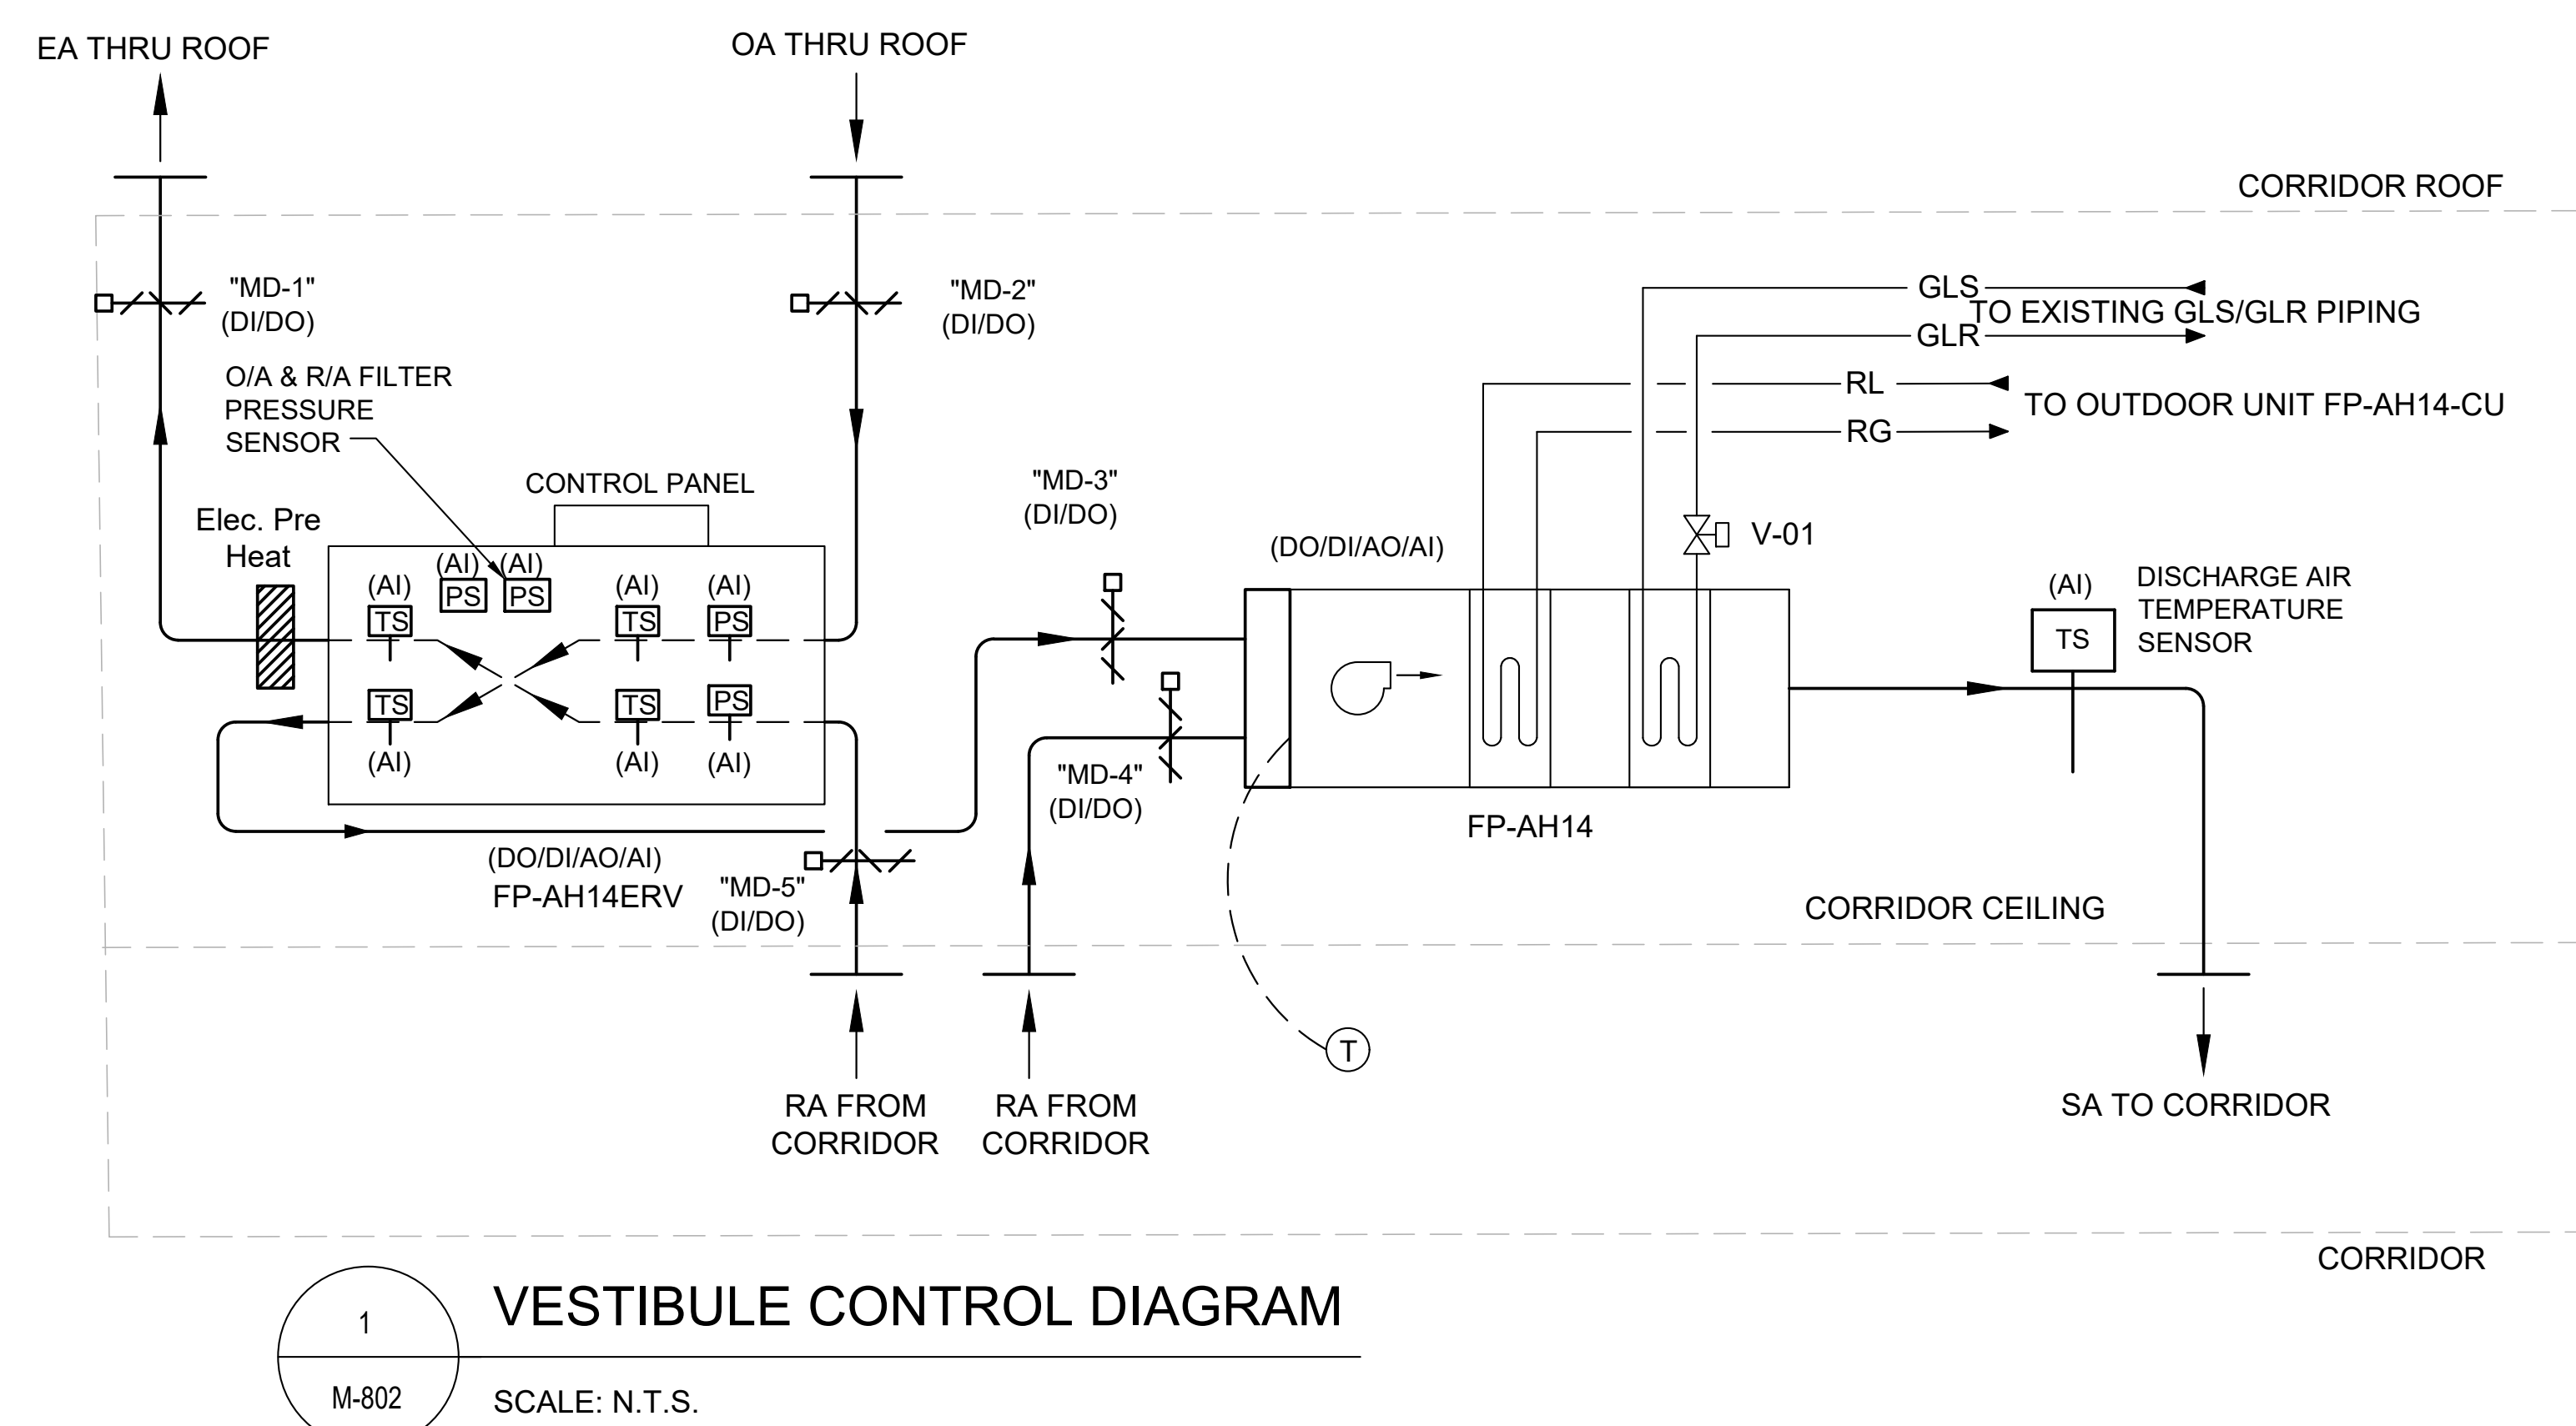 EA THRU ROOF
OA THRU ROOF
CORRIDOR ROOF
"MD-1"
(DI/DO)
"MD-2"
(DI/DO)
GLS
TO EXISTING GLS/GLR PIPING
GLR
O/A & R/A FILTER
PRESSURE
SENSOR
RL
TO OUTDOOR UNIT FP-AH14-CU
RG
CONTROL PANEL
"MD-3"
(DI/DO)
Elec. Pre
Heat
(DO/DI/AO/AI)
V-01
(AI)
(AI)
(AI)
(AI)
(AI)
PS
PS
TS
TS
PS
TS
TS
PS
(AI)
(AI)
(AI)
(AI)
TS
DISCHARGE AIR
TEMPERATURE
SENSOR
"MD-4"
(DI/DO)
FP-AH14
(DO/DI/AO/AI)
FP-AH14ERV
"MD-5"
(DI/DO)
CORRIDOR CEILING
T
RA FROM
CORRIDOR
RA FROM
CORRIDOR
SA TO CORRIDOR
CORRIDOR
1
M-802
VESTIBULE CONTROL DIAGRAM
SCALE: N.T.S.